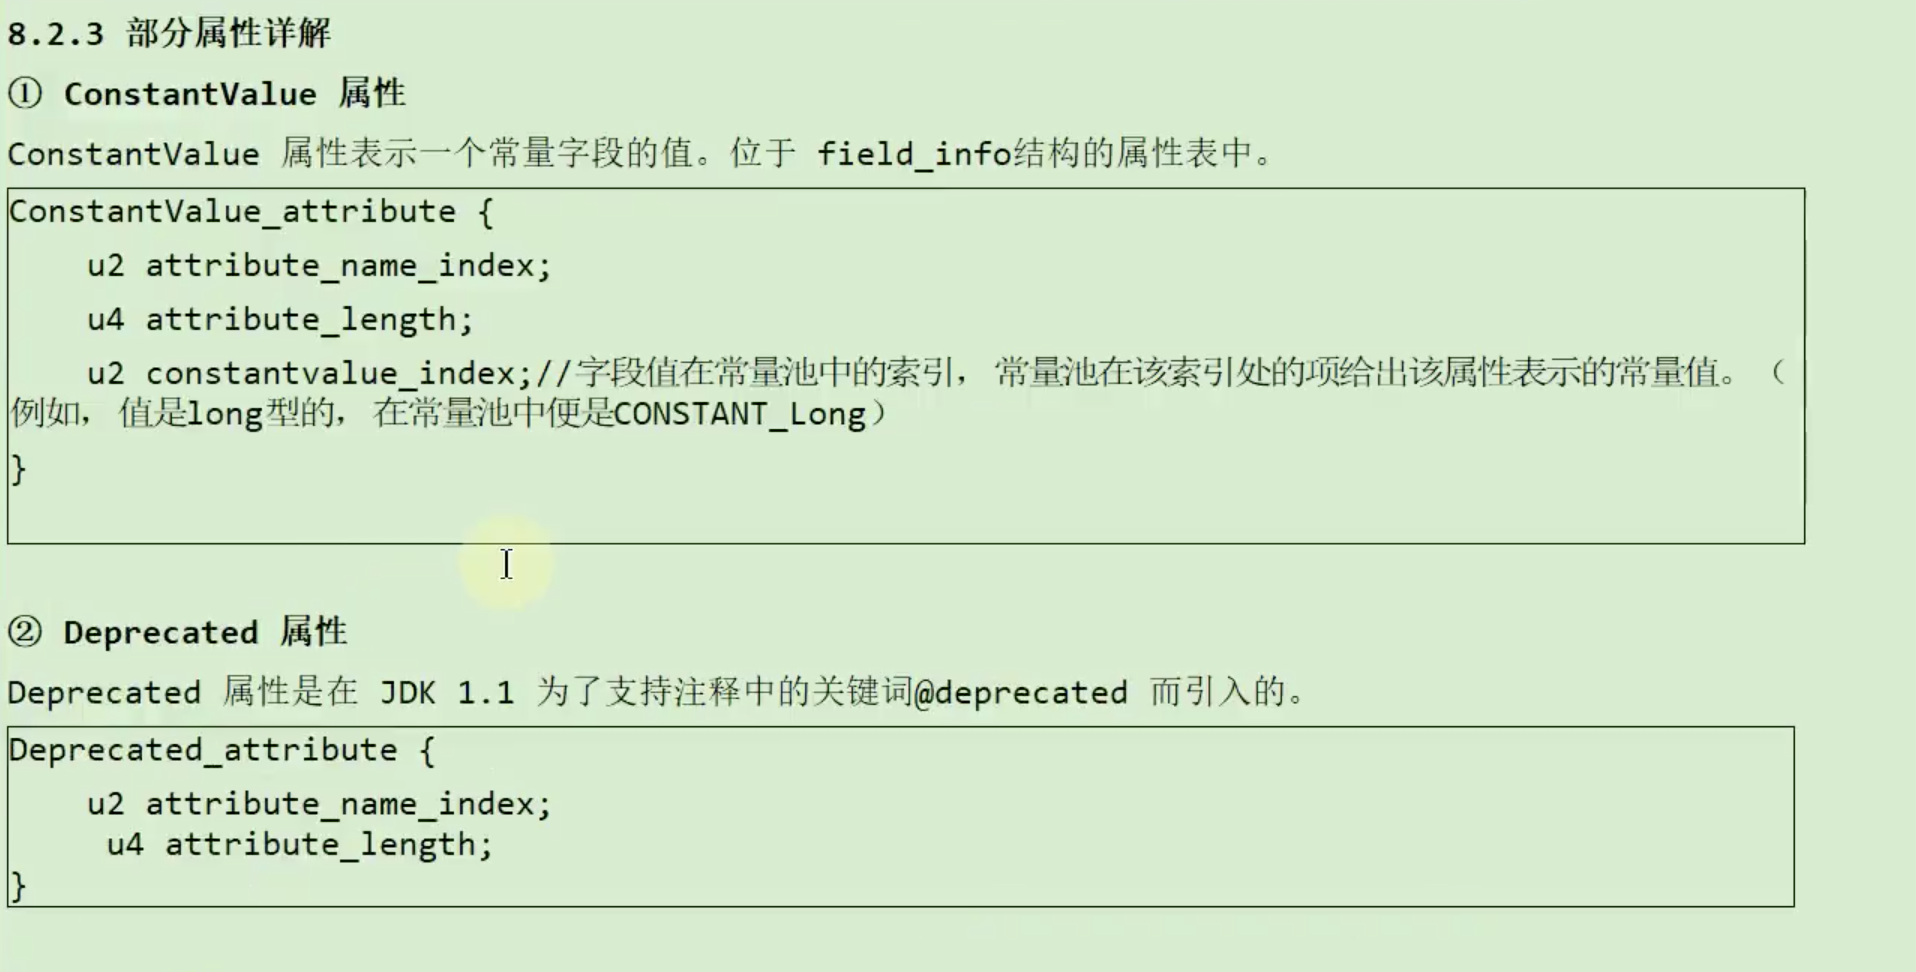 8.2.3 部分属性详解
① ConstantValue 属性
ConstantValue 属性表示一个常量字段的值。位于 field_info结构的属性表中。
ConstantValue_attribute {
u2 attribute_name_index;
u4 attribute_length;
u2 constantvalue_index;//字段值在常量池中的索引，常量池在该索引处的项给出该属性表示的常量值。（
例如，值是long型的，在常量池中便是CONSTANT_Long）
}
② Deprecated 属性
Deprecated 属性是在 JDK 1.1 为了支持注释中的关键词@deprecated 而引入的。
Deprecated_attribute {
u2 attribute_name_index;
u4 attribute_length;
}